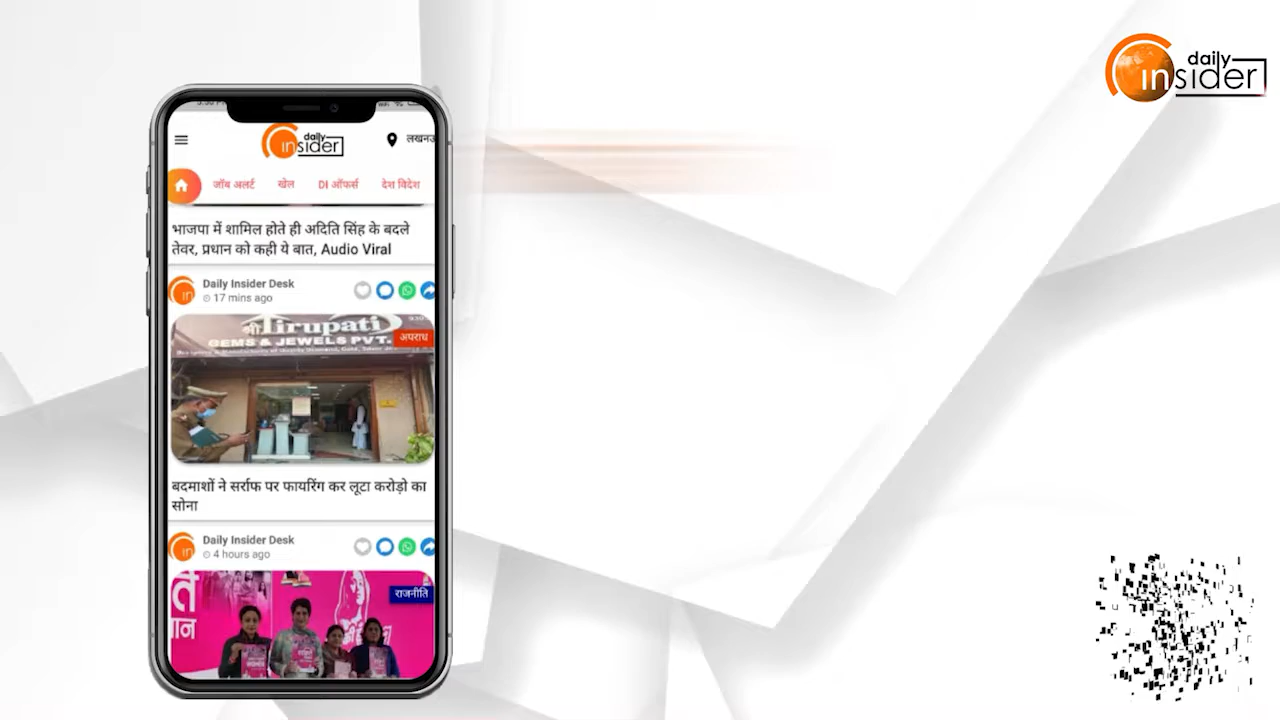 daily
insider
daily
insider
लखनऊ
जॉब अलर्ट खेल DI ऑफर्स देश विदेश
भाजपा में शामिल होते ही अदिति सिंह के बदले
तेवर, प्रधान को कही ये बात, Audio Viral
Daily Insider Desk
17 mins ago
श्री Tirupati
GEMS & JEWELS PVT.
अपराध
बदमाशों ने सर्राफ पर फायरिंग कर लूटा करोड़ो का
सोना
Daily Insider Desk
4 hours ago
राजनीति